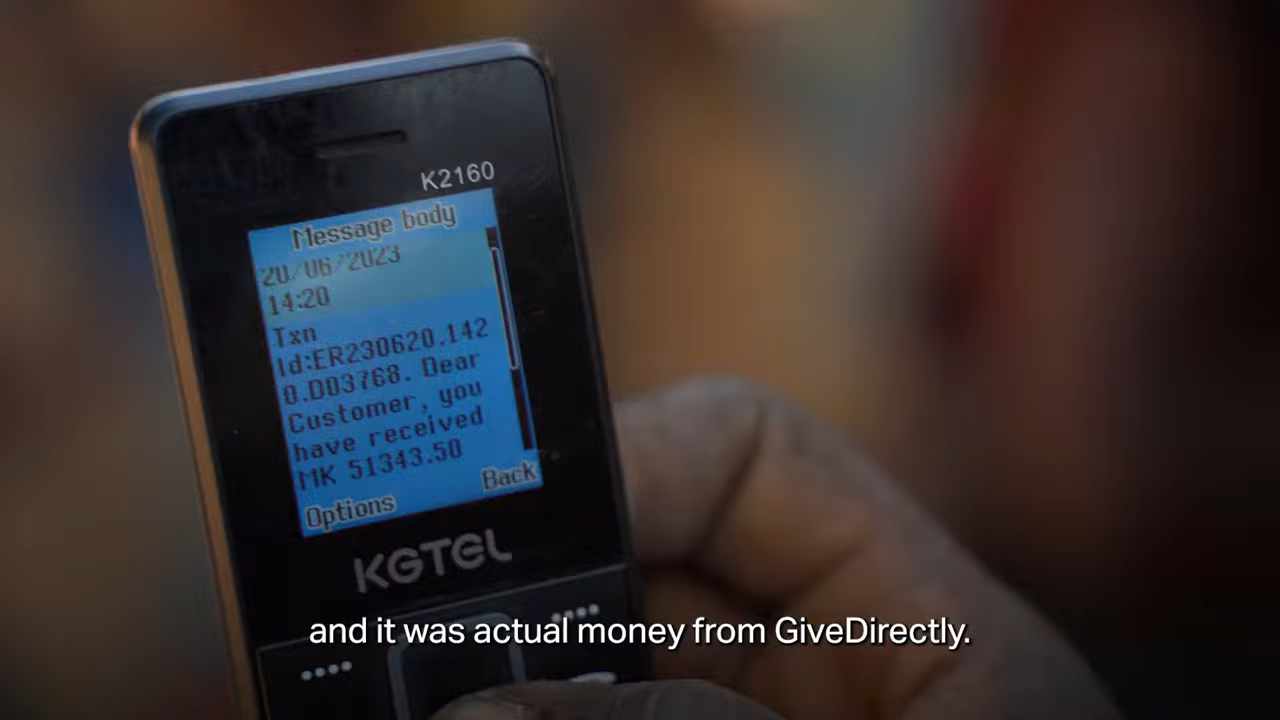 K2160
Message body
20/06/2023
14:20
Txn
Id:ER230620.142
0.D03768. Dear
Customer, you
have received
MK 51343.50
Options Back
KGTEL
and it was actual money from GiveDirectly.